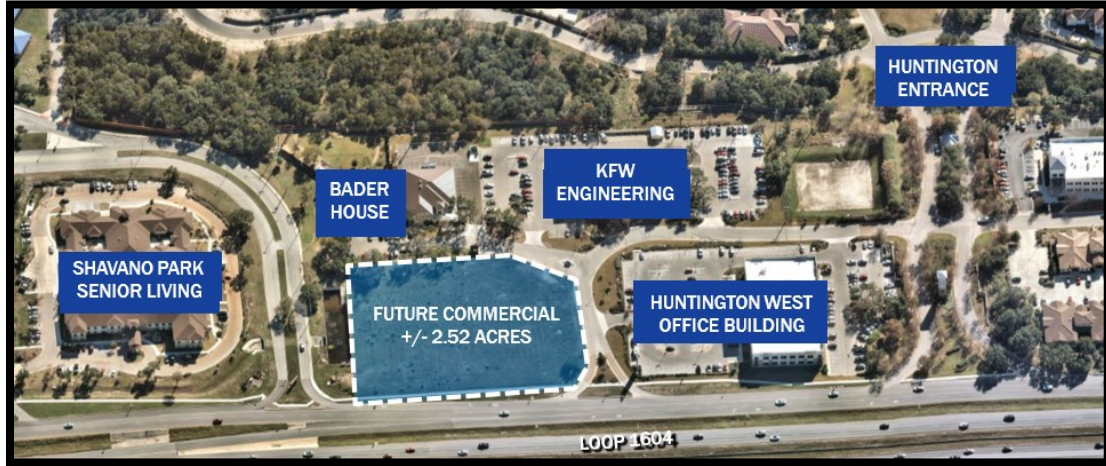 HUNTINGTON
ENTRANCE
KFW
ENGINEERING
BADER
HOUSE
SHAVANO PARK
SENIOR LIVING
FUTURE COMMERCIAL
+/- 2.52 ACRES
HUNTINGTON WEST
OFFICE BUILDING
LOOP 1604